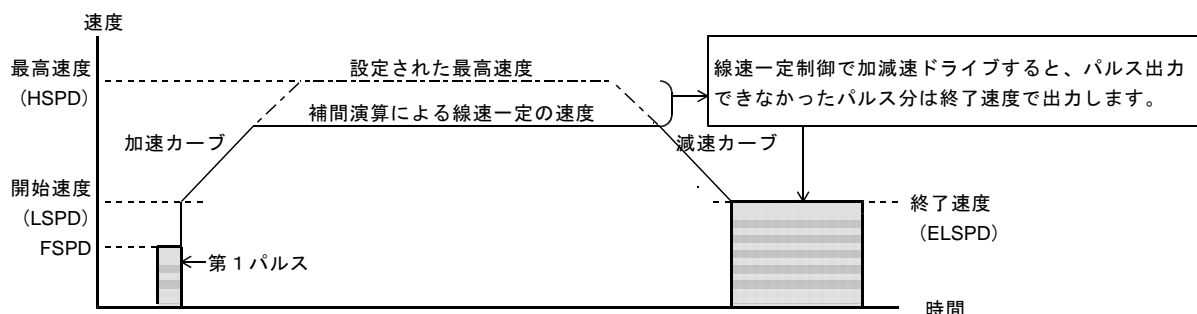 速度
最高速度
（HSPD）
設定された最高速度
線速一定制御で加減速ドライブすると、パルス出力
できなかったパルス分は終了速度で出力します。
補間演算による線速一定の速度
加速カーブ
減速カーブ
開始速度
（LSPD）
FSPD
第１パルス
終了速度
（ELSPD）
時間